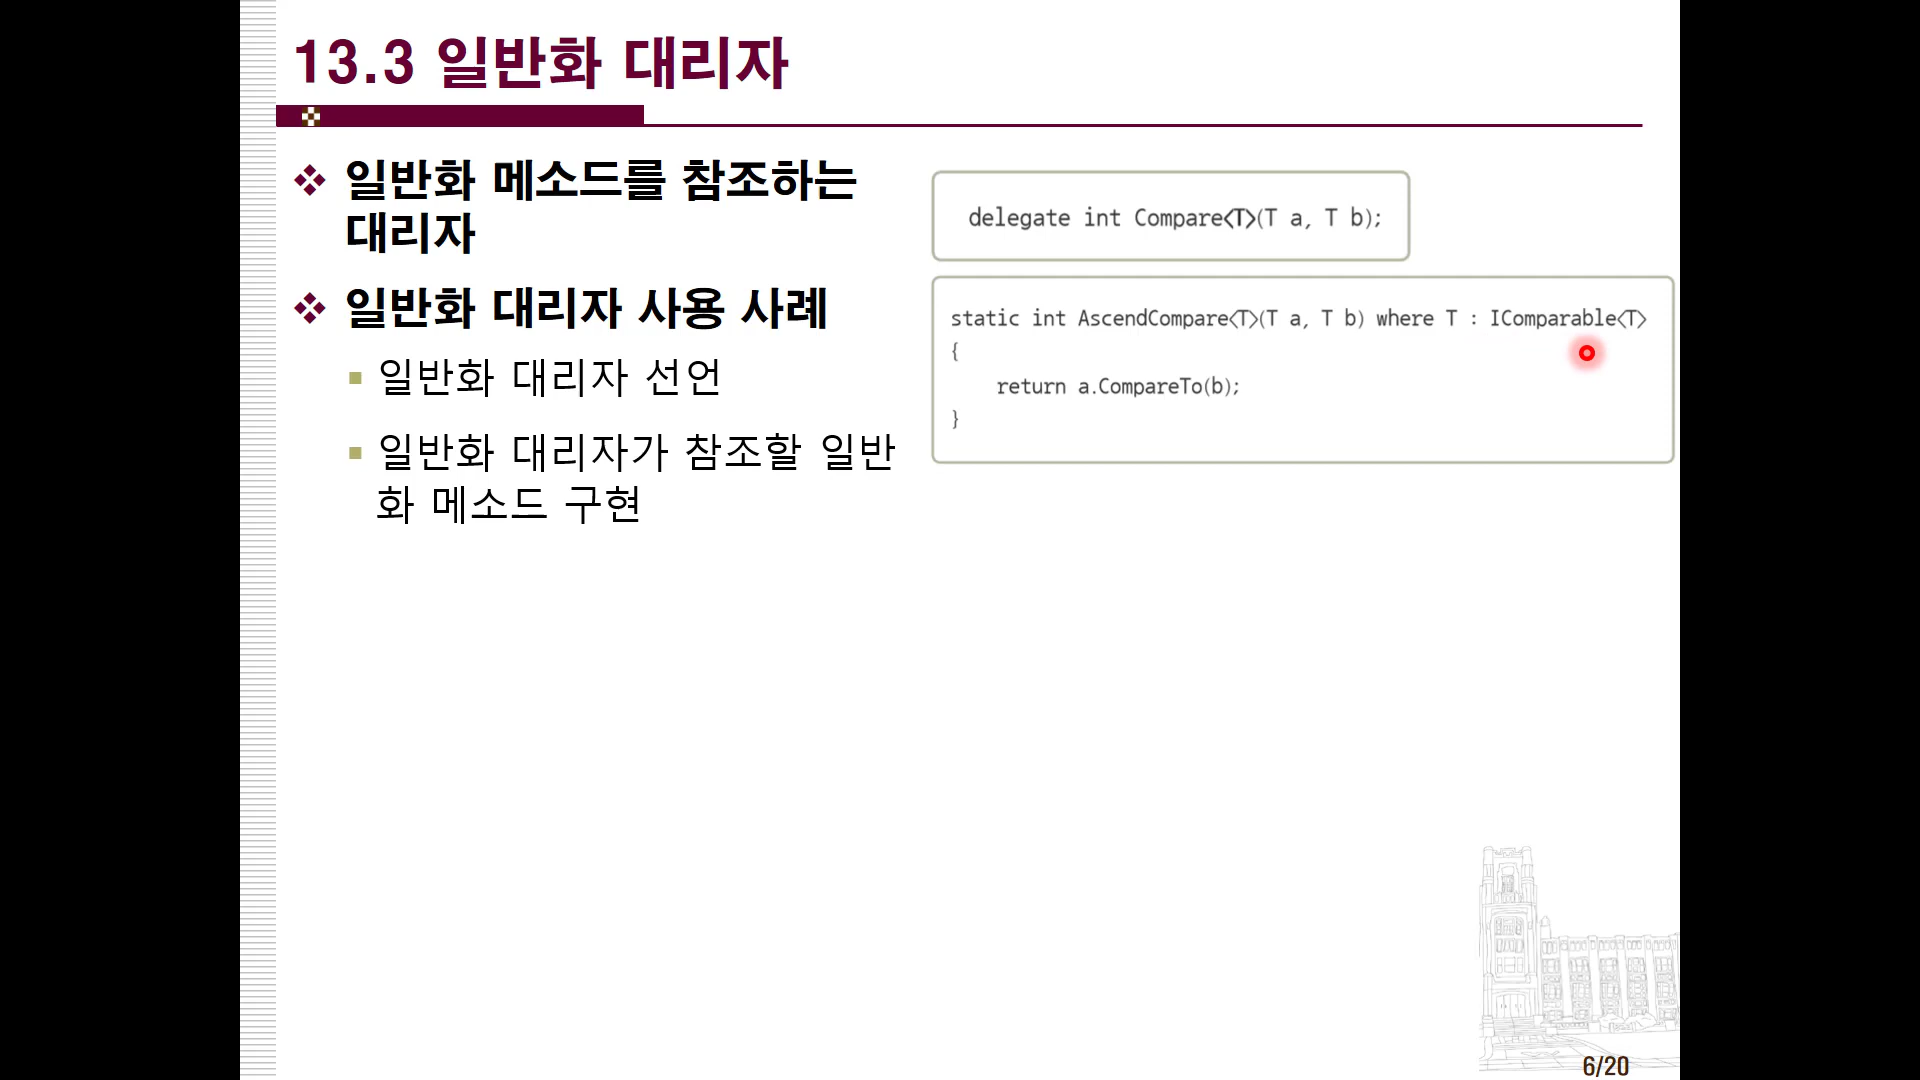 13.3 일반화 대리자
일반화 메소드를 참조하는
대리자
일반화 대리자 사용 사례
일반화 대리자 선언
일반화 대리자가 참조할 일반
화 메소드 구현
delegate int Compare<T>(T a, T b);
static int AscendCompare<T>(T a, T b) where T : IComparable<T>
{
return a.CompareTo(b);
}
6/20